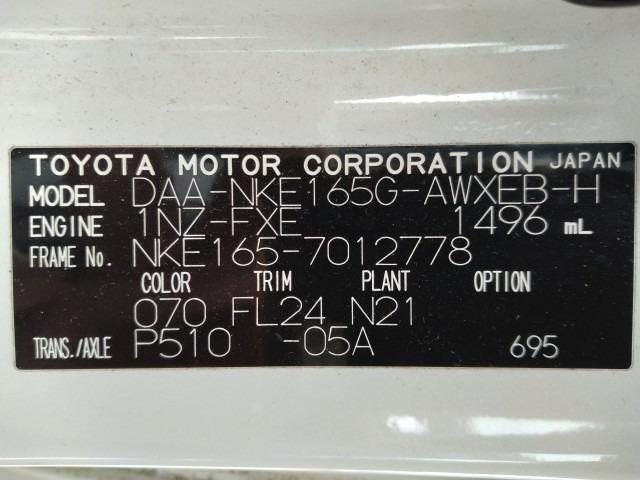 TOYOTA MOTOR CORPORATION JAPAN
MODEL DAA-NKE165G-AWXEB-H
ENGINE 1NZ-FXE 1496 mL
FRAME No. NKE165-7012778
COLOR TRIM PLANT OPTION
070 FL24 N21
TRANS./AXLE P510 -05A 695